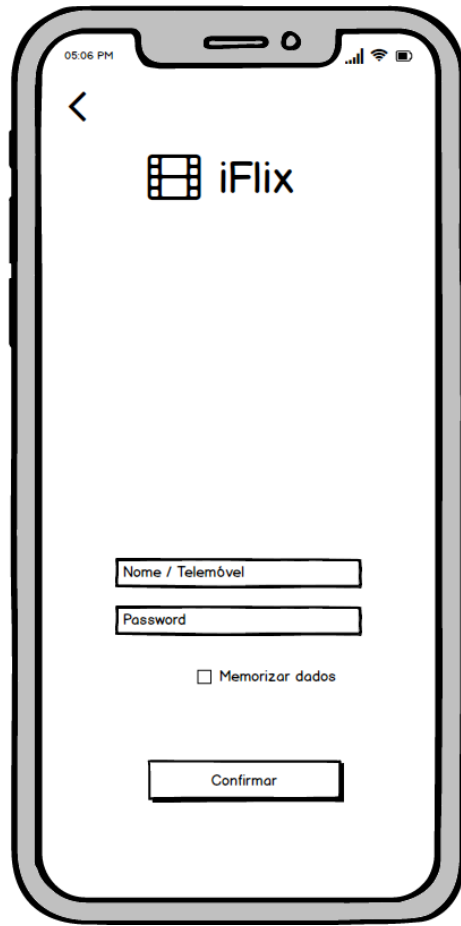 05:06 PM
iFlix
Nome / Telemóvel
Password
Memorizar dados
Confirmar